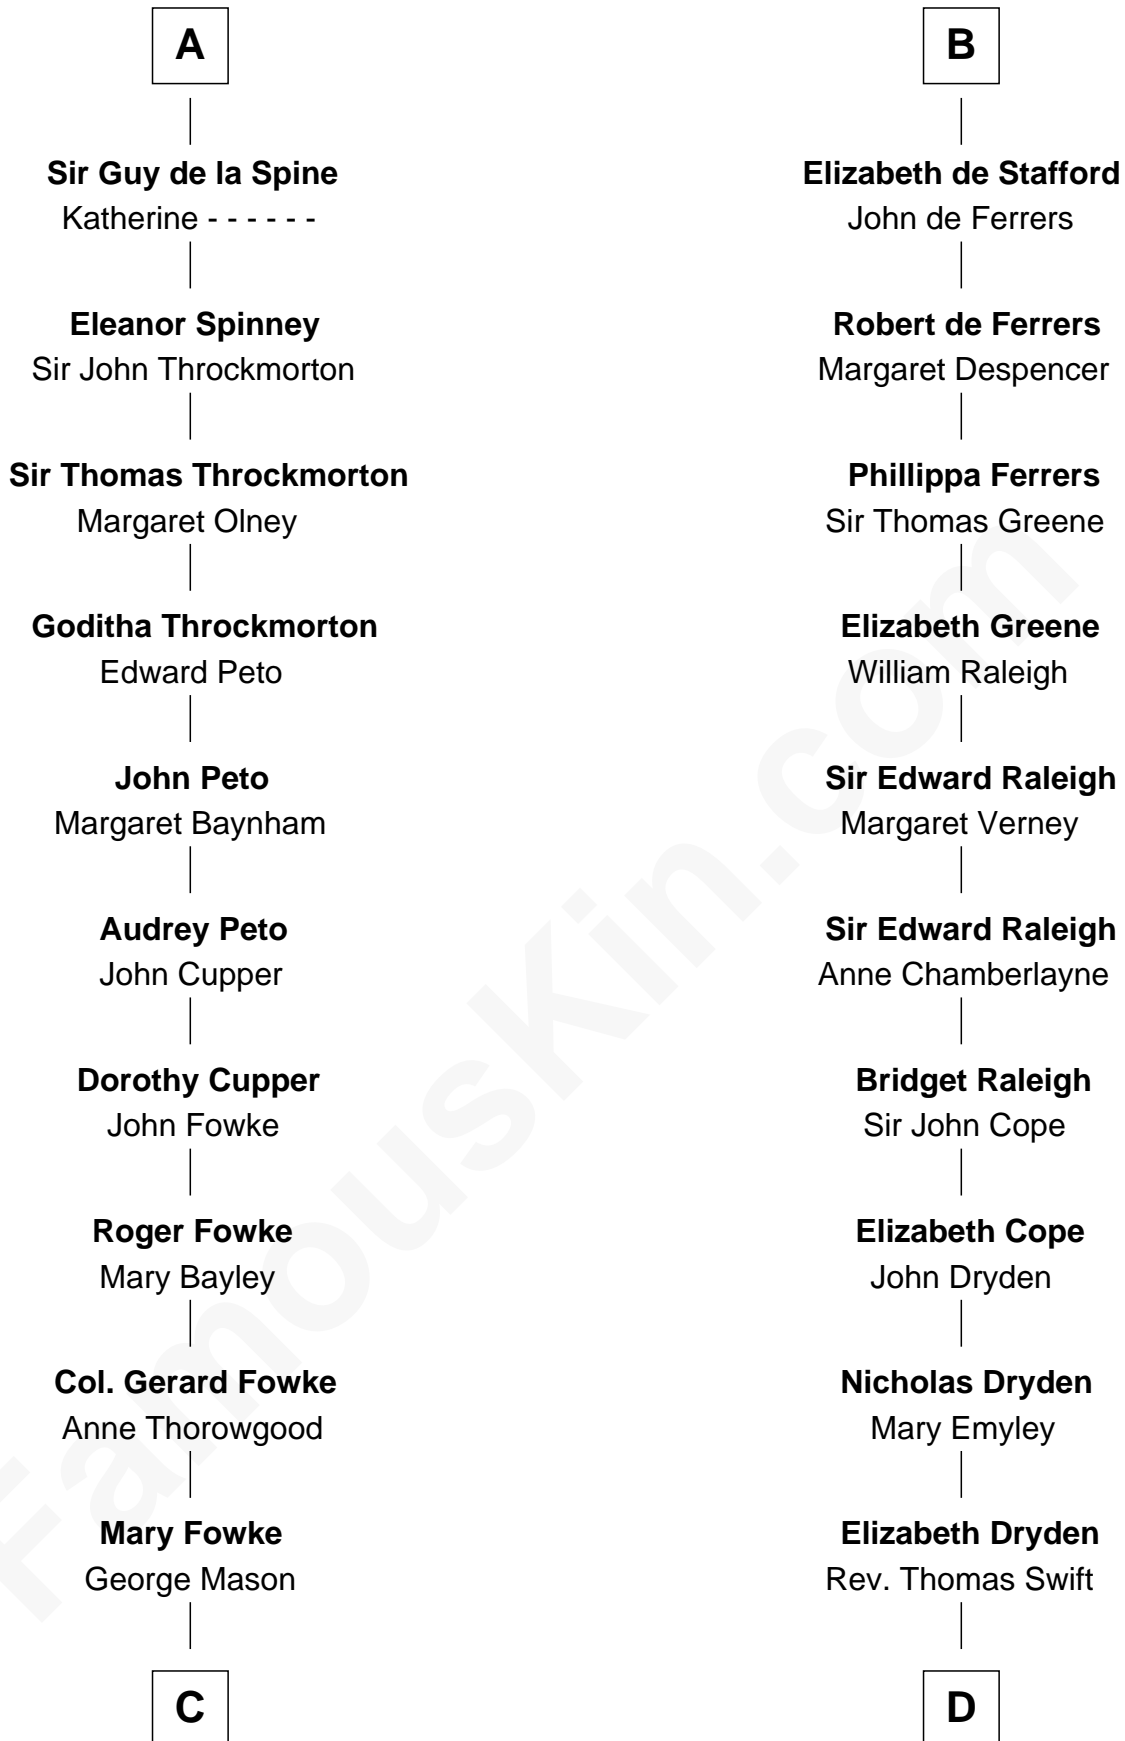 A
Sir Guy de la Spine
Katherine - - - - - -
Eleanor Spinney
Sir John Throckmorton
Sir Thomas Throckmorton
Margaret Olney
Goditha Throckmorton
Edward Peto
John Peto
Margaret Baynham
Audrey Peto
John Cupper
Dorothy Cupper
John Fowke
Roger Fowke
Mary Bayley
Col. Gerard Fowke
Anne Thorowgood
Mary Fowke
George Mason
C
B
Elizabeth de Stafford
John de Ferrers
Robert de Ferrers
Margaret Despencer
Phillippa Ferrers
Sir Thomas Greene
Elizabeth Greene
William Raleigh
Sir Edward Raleigh
Margaret Verney
Sir Edward Raleigh
Anne Chamberlayne
Bridget Raleigh
Sir John Cope
Elizabeth Cope
John Dryden
Nicholas Dryden
Mary Emyley
Elizabeth Dryden
Rev. Thomas Swift
D
FamousKin.com